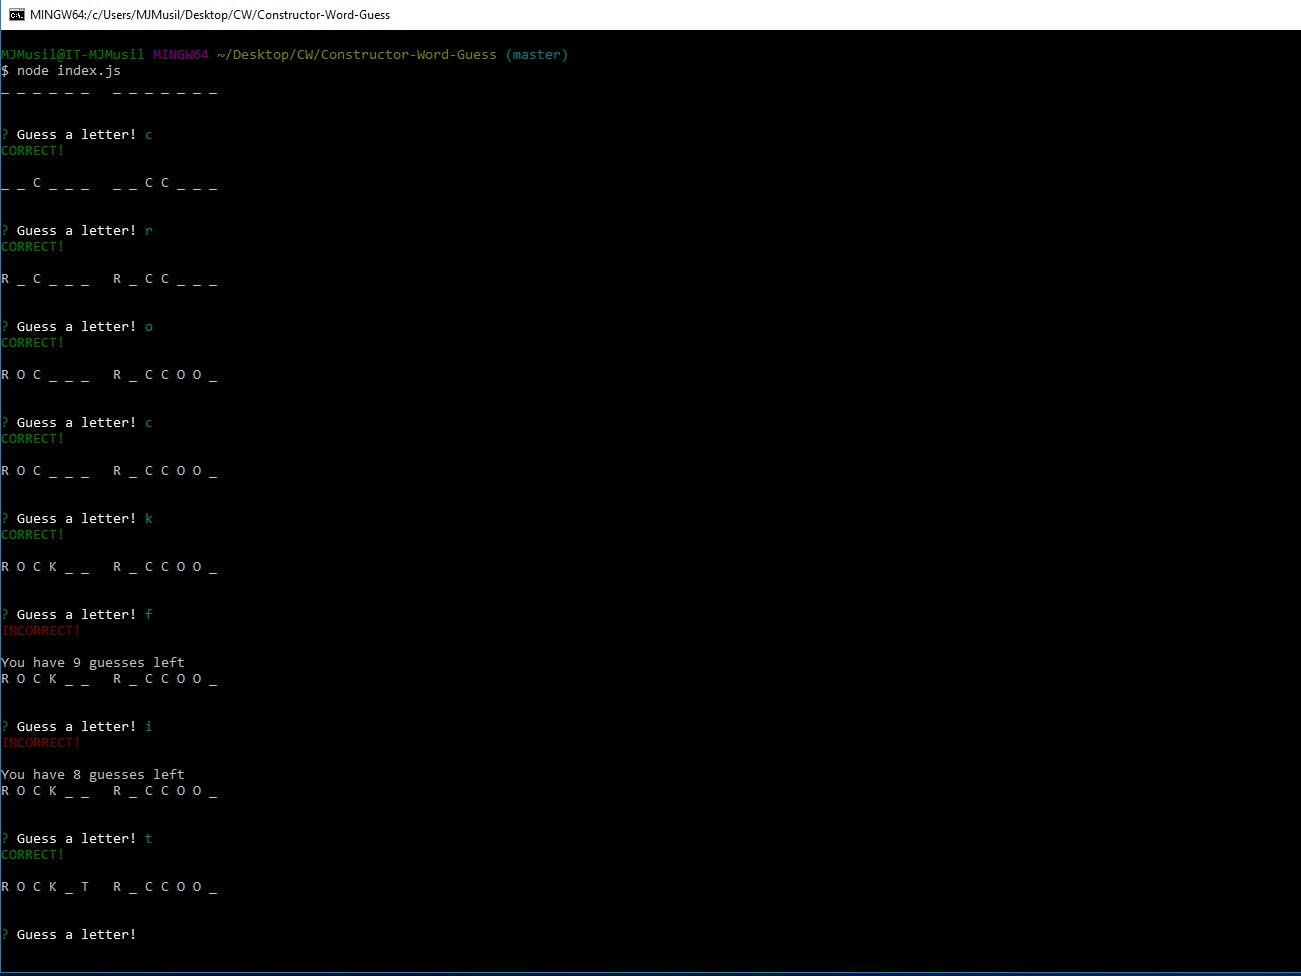 MINGW64:/c/Users/MJMusil/Desktop/CW/Constructor-Word-Guess
MJMusil@IT-MJMusil MINGW64 ~/Desktop/CW/Constructor-Word-Guess (master)
$ node index.js
_ _ _ _ _ _   _ _ _ _ _ _ _
? Guess a letter! c
CORRECT!
_ _ C _ _ _   _ _ C C _ _ _
? Guess a letter! r
CORRECT!
R _ C _ _ _   R _ C C _ _ _
? Guess a letter! o
CORRECT!
R O C _ _ _   R _ C C O O _
? Guess a letter! c
CORRECT!
R O C _ _ _   R _ C C O O _
? Guess a letter! k
CORRECT!
R O C K _ _   R _ C C O O _
? Guess a letter! f
INCORRECT!
You have 9 guesses left
R O C K _ _   R _ C C O O _
? Guess a letter! i
INCORRECT!
You have 8 guesses left
R O C K _ _   R _ C C O O _
? Guess a letter! t
CORRECT!
R O C K _ T   R _ C C O O _
? Guess a letter!